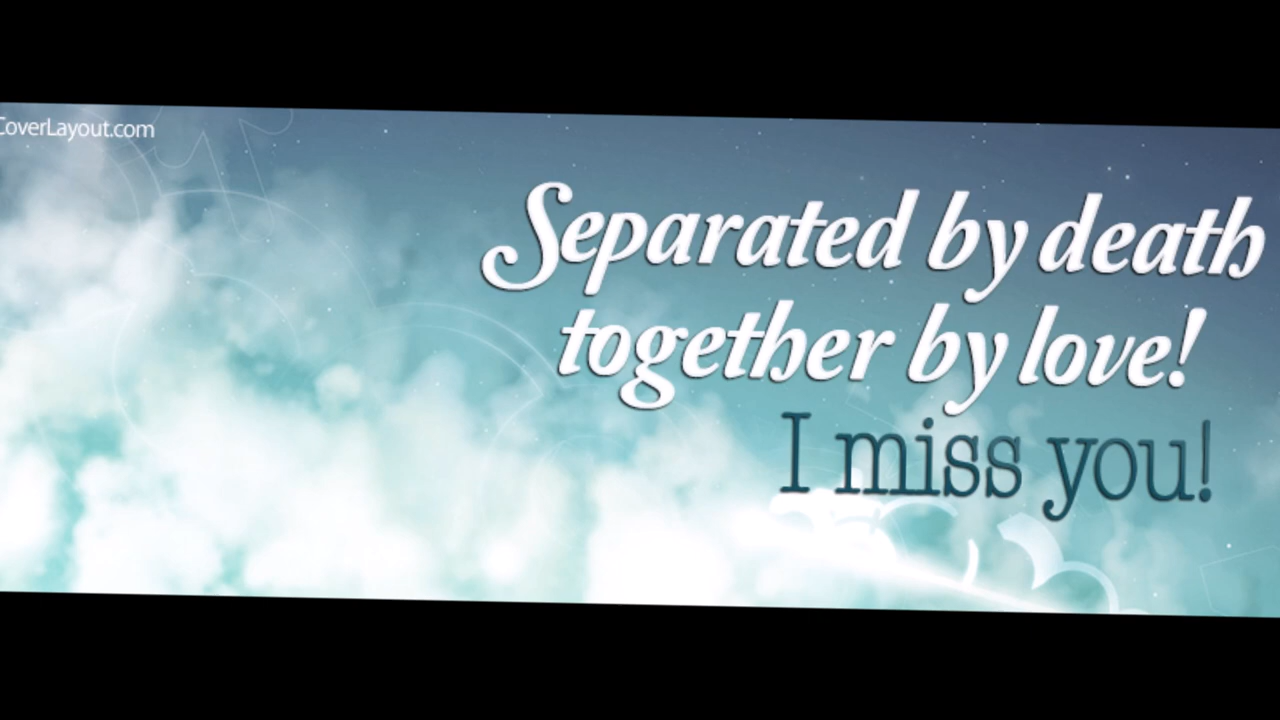 CoverLayout.com
Separated by death
together by love!
I miss you!